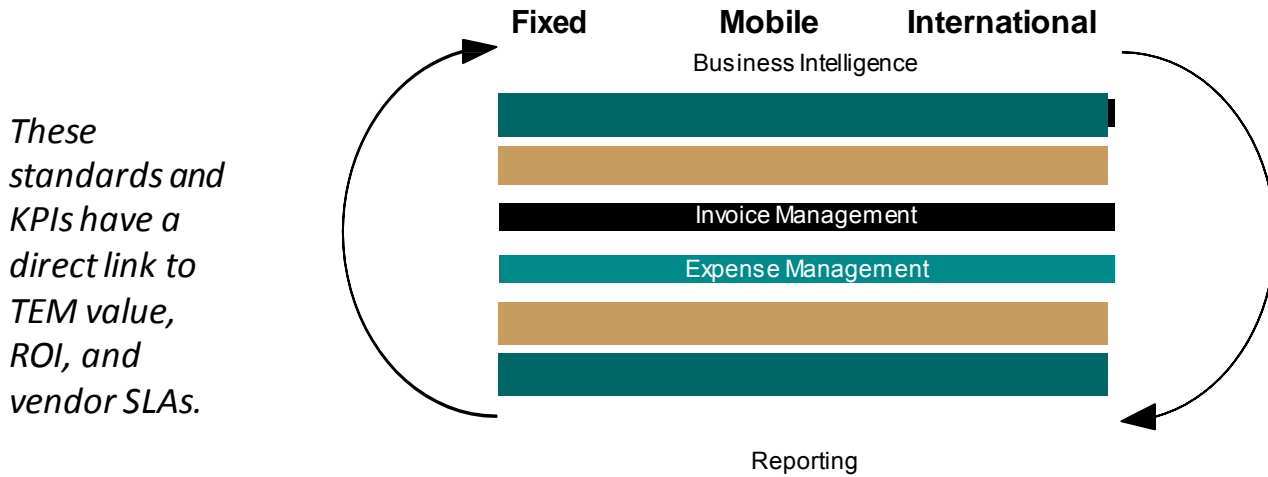 Fixed Mobile International
Business Intelligence
These
standards and
KPIs have a
direct link to
TEM value,
ROI, and
vendor SLAs.
Invoice Management
Expense Management
Reporting